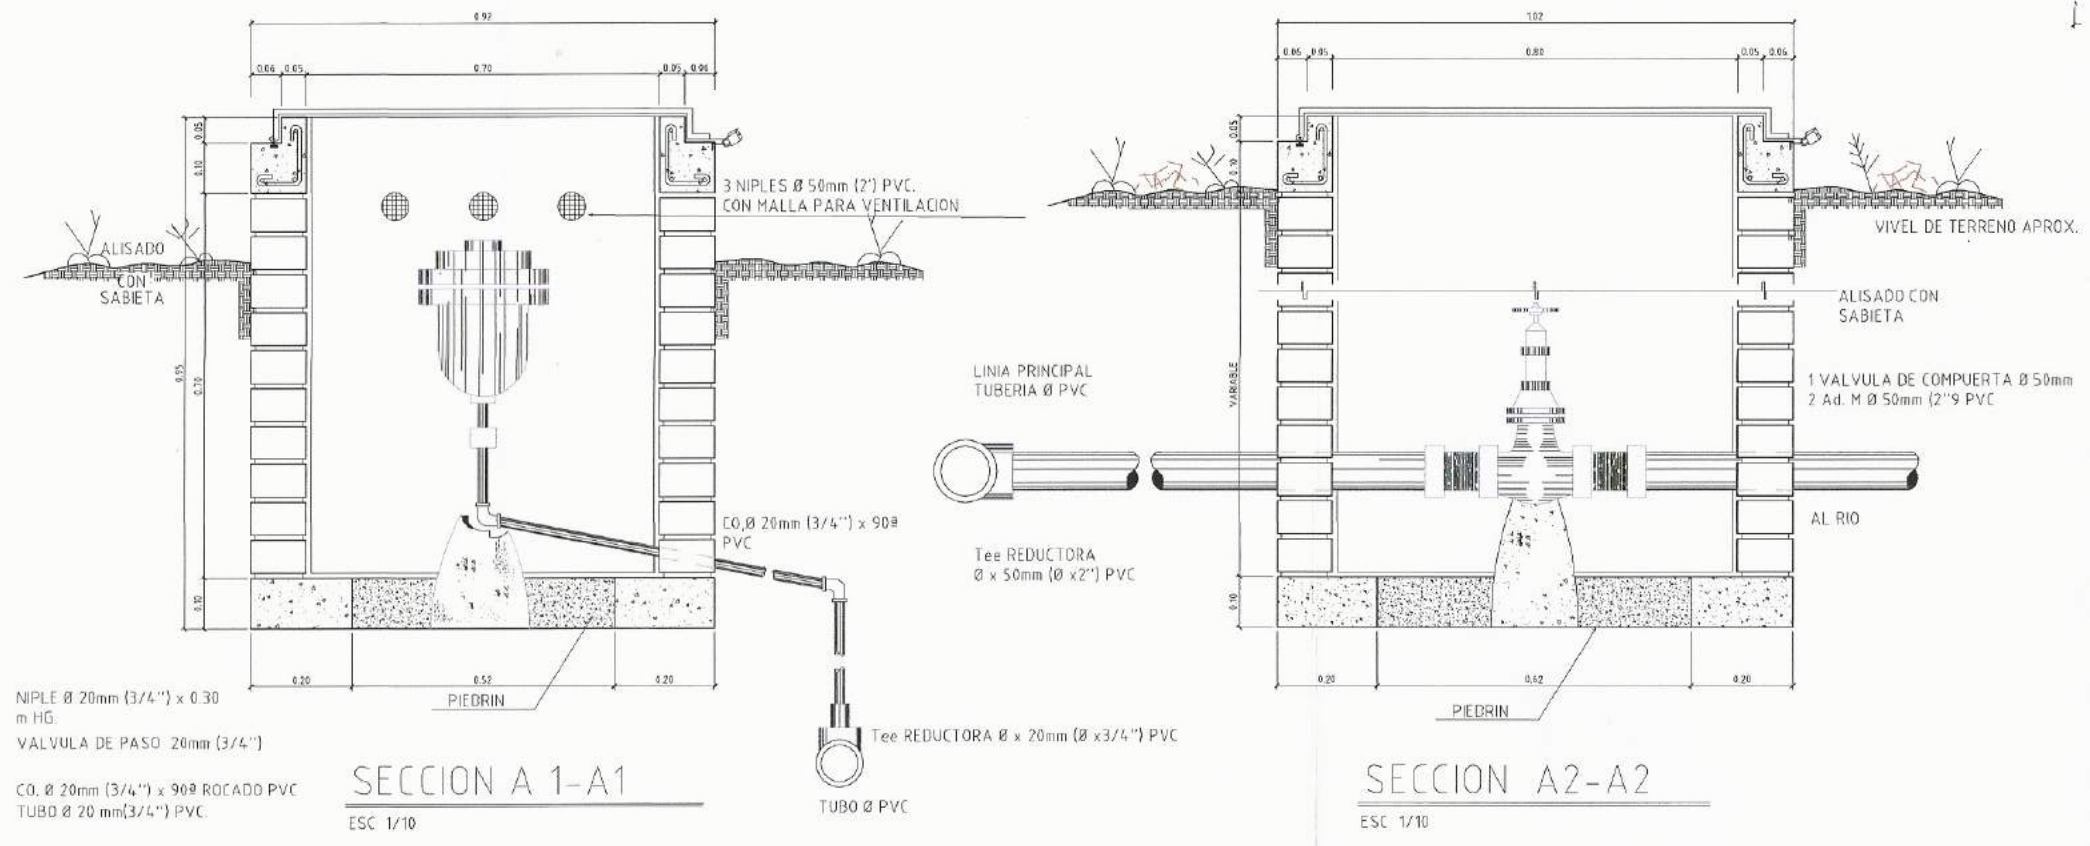 0.92
0.06 0.05 0.70 0.05 0.06
0.05
0.10
0.95
0.70
0.10
ALISADO
CON
SABIETA
3 NIPLES Ø 50mm (2") PVC.
CON MALLA PARA VENTILACION
CO,Ø 20mm (3/4") x 90º
PVC
0.20 0.52 0.20
PIEDRIN
NIPLE Ø 20mm (3/4") x 0.30
m HG.
VALVULA DE PASO 20mm (3/4")
CO. Ø 20mm (3/4") x 90º ROCADO PVC
TUBO Ø 20 mm(3/4") PVC.
Tee REDUCTORA Ø x 20mm (Ø x3/4") PVC
TUBO Ø PVC
SECCION A 1-A1
ESC 1/10
1.02
0.06 0.05 0.80 0.05 0.06
0.05
0.10
VARIABLE
0.10
VIVEL DE TERRENO APROX.
ALISADO CON
SABIETA
LINIA PRINCIPAL
TUBERIA Ø PVC
1 VALVULA DE COMPUERTA Ø 50mm
2 Ad. M Ø 50mm (2"9 PVC
AL RIO
Tee REDUCTORA
Ø x 50mm (Ø x2") PVC
0.20 0.62 0.20
PIEDRIN
SECCION A2-A2
ESC 1/10